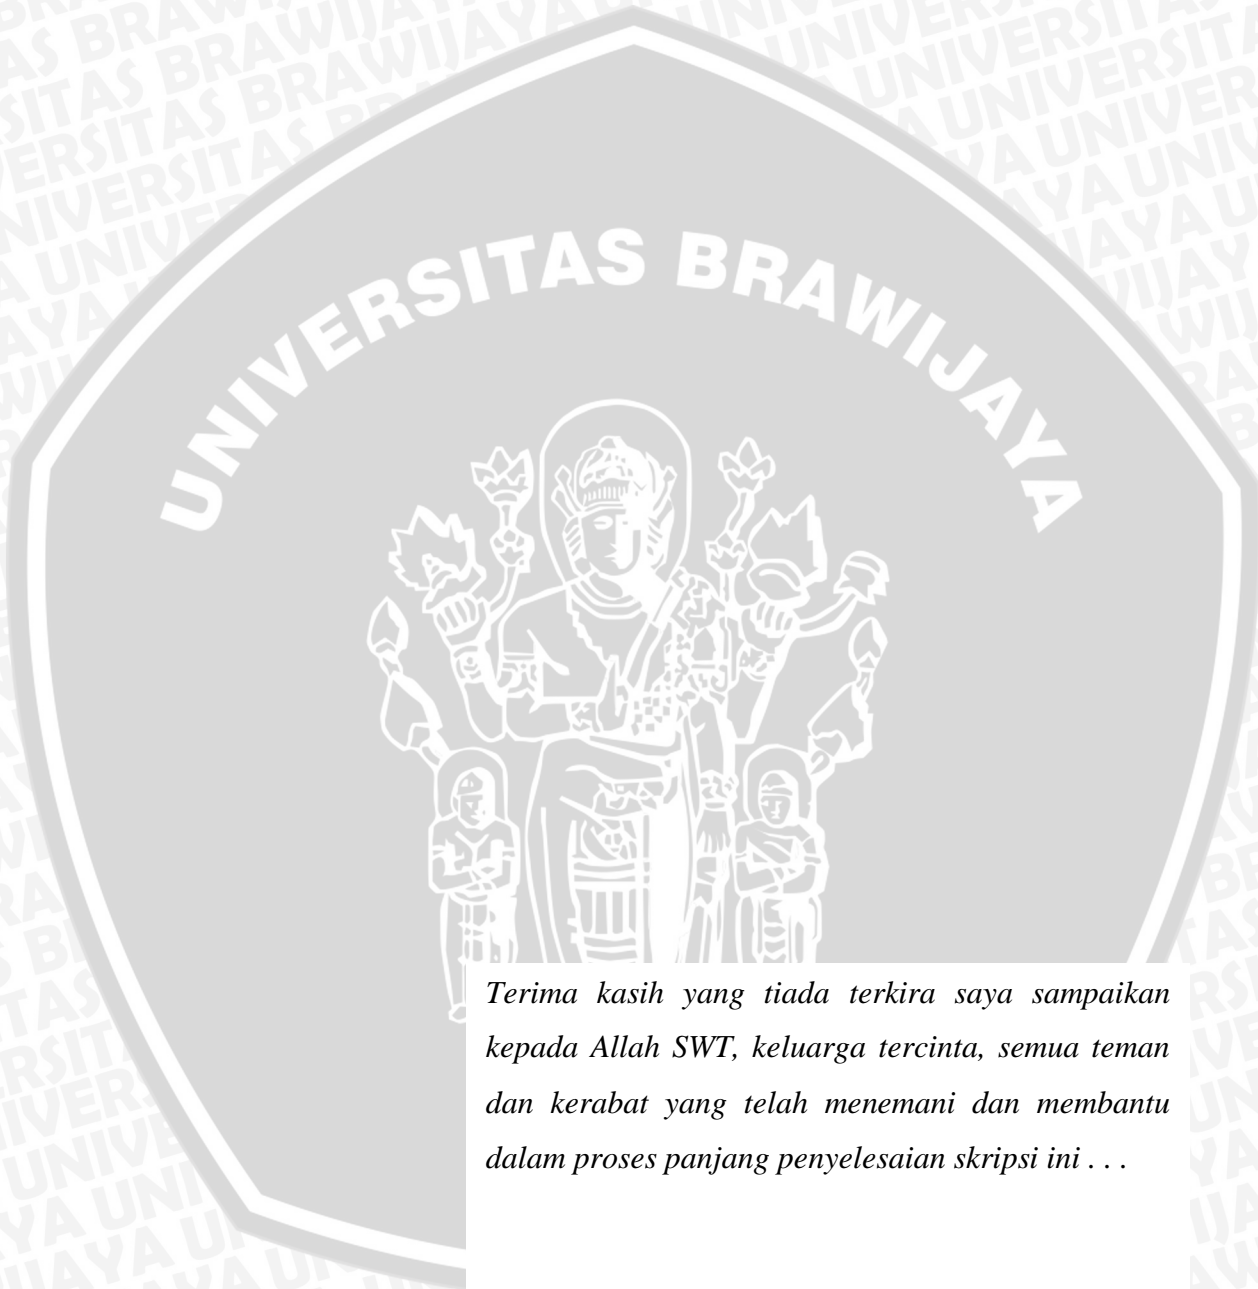 UNIVERSITAS BRAWIJAYA
Terima kasih yang tiada terkira saya sampaikan
kepada Allah SWT, keluarga tercinta, semua teman
dan kerabat yang telah menemani dan membantu
dalam proses panjang penyelesaian skripsi ini . . .